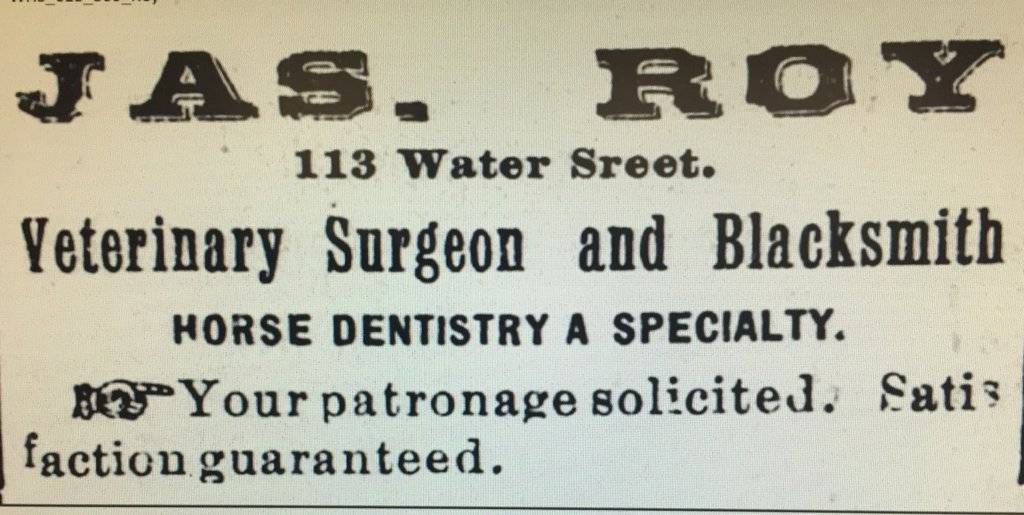 JAS. ROY
113 Water Sreet.
Veterinary Surgeon and Blacksmith
HORSE DENTISTRY A SPECIALTY.
Your patronage solicited. Satis
faction guaranteed.